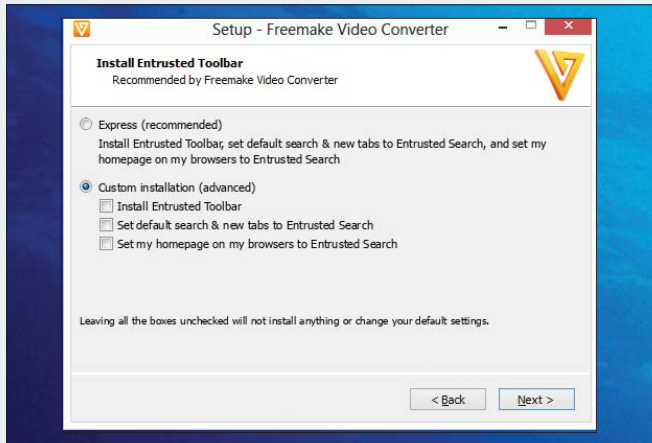 Setup - Freemake Video Converter
Install Entrusted Toolbar
Recommended by Freemake Video Converter
Express (recommended)
Install Entrusted Toolbar, set default search & new tabs to Entrusted Search, and set my
homepage on my browsers to Entrusted Search
Custom installation (advanced)
Install Entrusted Toolbar
Set default search & new tabs to Entrusted Search
Set my homepage on my browsers to Entrusted Search
Leaving all the boxes unchecked will not install anything or change your default settings.
< Back
Next >